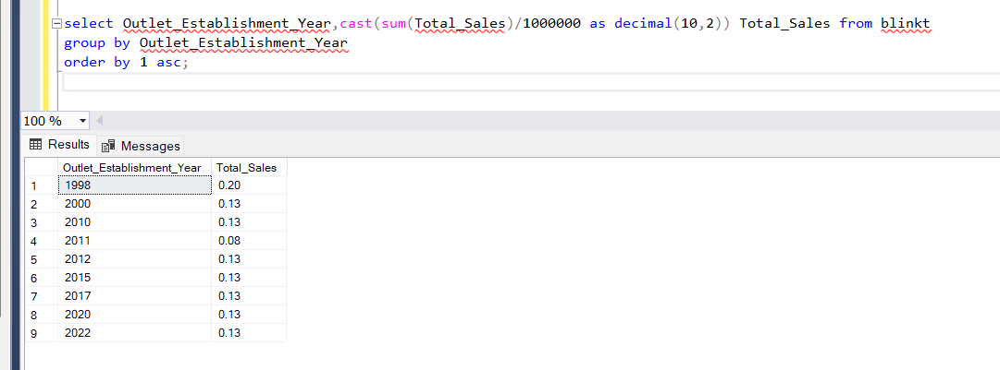 select Outlet_Establishment_Year,cast(sum(Total_Sales)/1000000 as decimal(10,2)) Total_Sales from blinkt
group by Outlet_Establishment_Year
order by 1 asc;
100 %
Results Messages
Outlet_Establishment_Year Total_Sales
1 1998 0.20
2 2000 0.13
3 2010 0.13
4 2011 0.08
5 2012 0.13
6 2015 0.13
7 2017 0.13
8 2020 0.13
9 2022 0.13